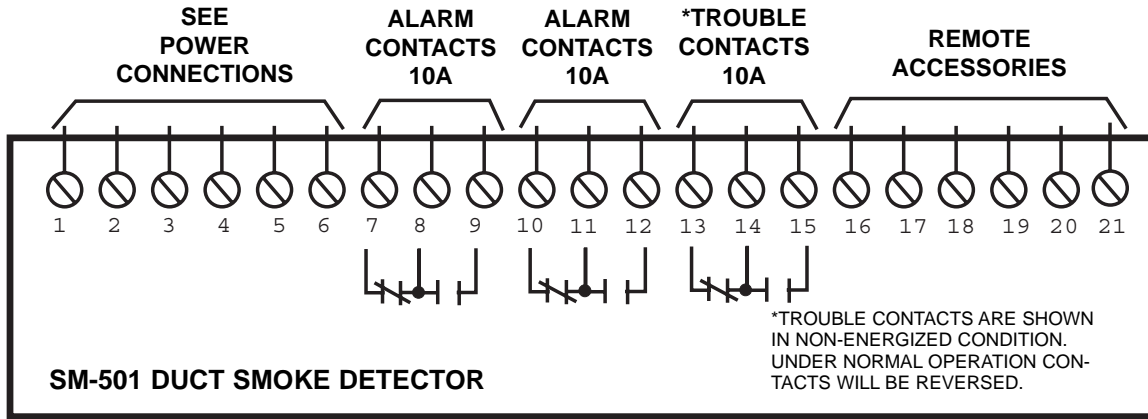 SEE
POWER
CONNECTIONS
ALARM
CONTACTS
10A
ALARM
CONTACTS
10A
*TROUBLE
CONTACTS
10A
REMOTE
ACCESSORIES
1 2 3 4 5 6 7 8 9 10 11 12 13 14 15 16 17 18 19 20 21
*TROUBLE CONTACTS ARE SHOWN
IN NON-ENERGIZED CONDITION.
UNDER NORMAL OPERATION CON-
TACTS WILL BE REVERSED.
SM-501 DUCT SMOKE DETECTOR